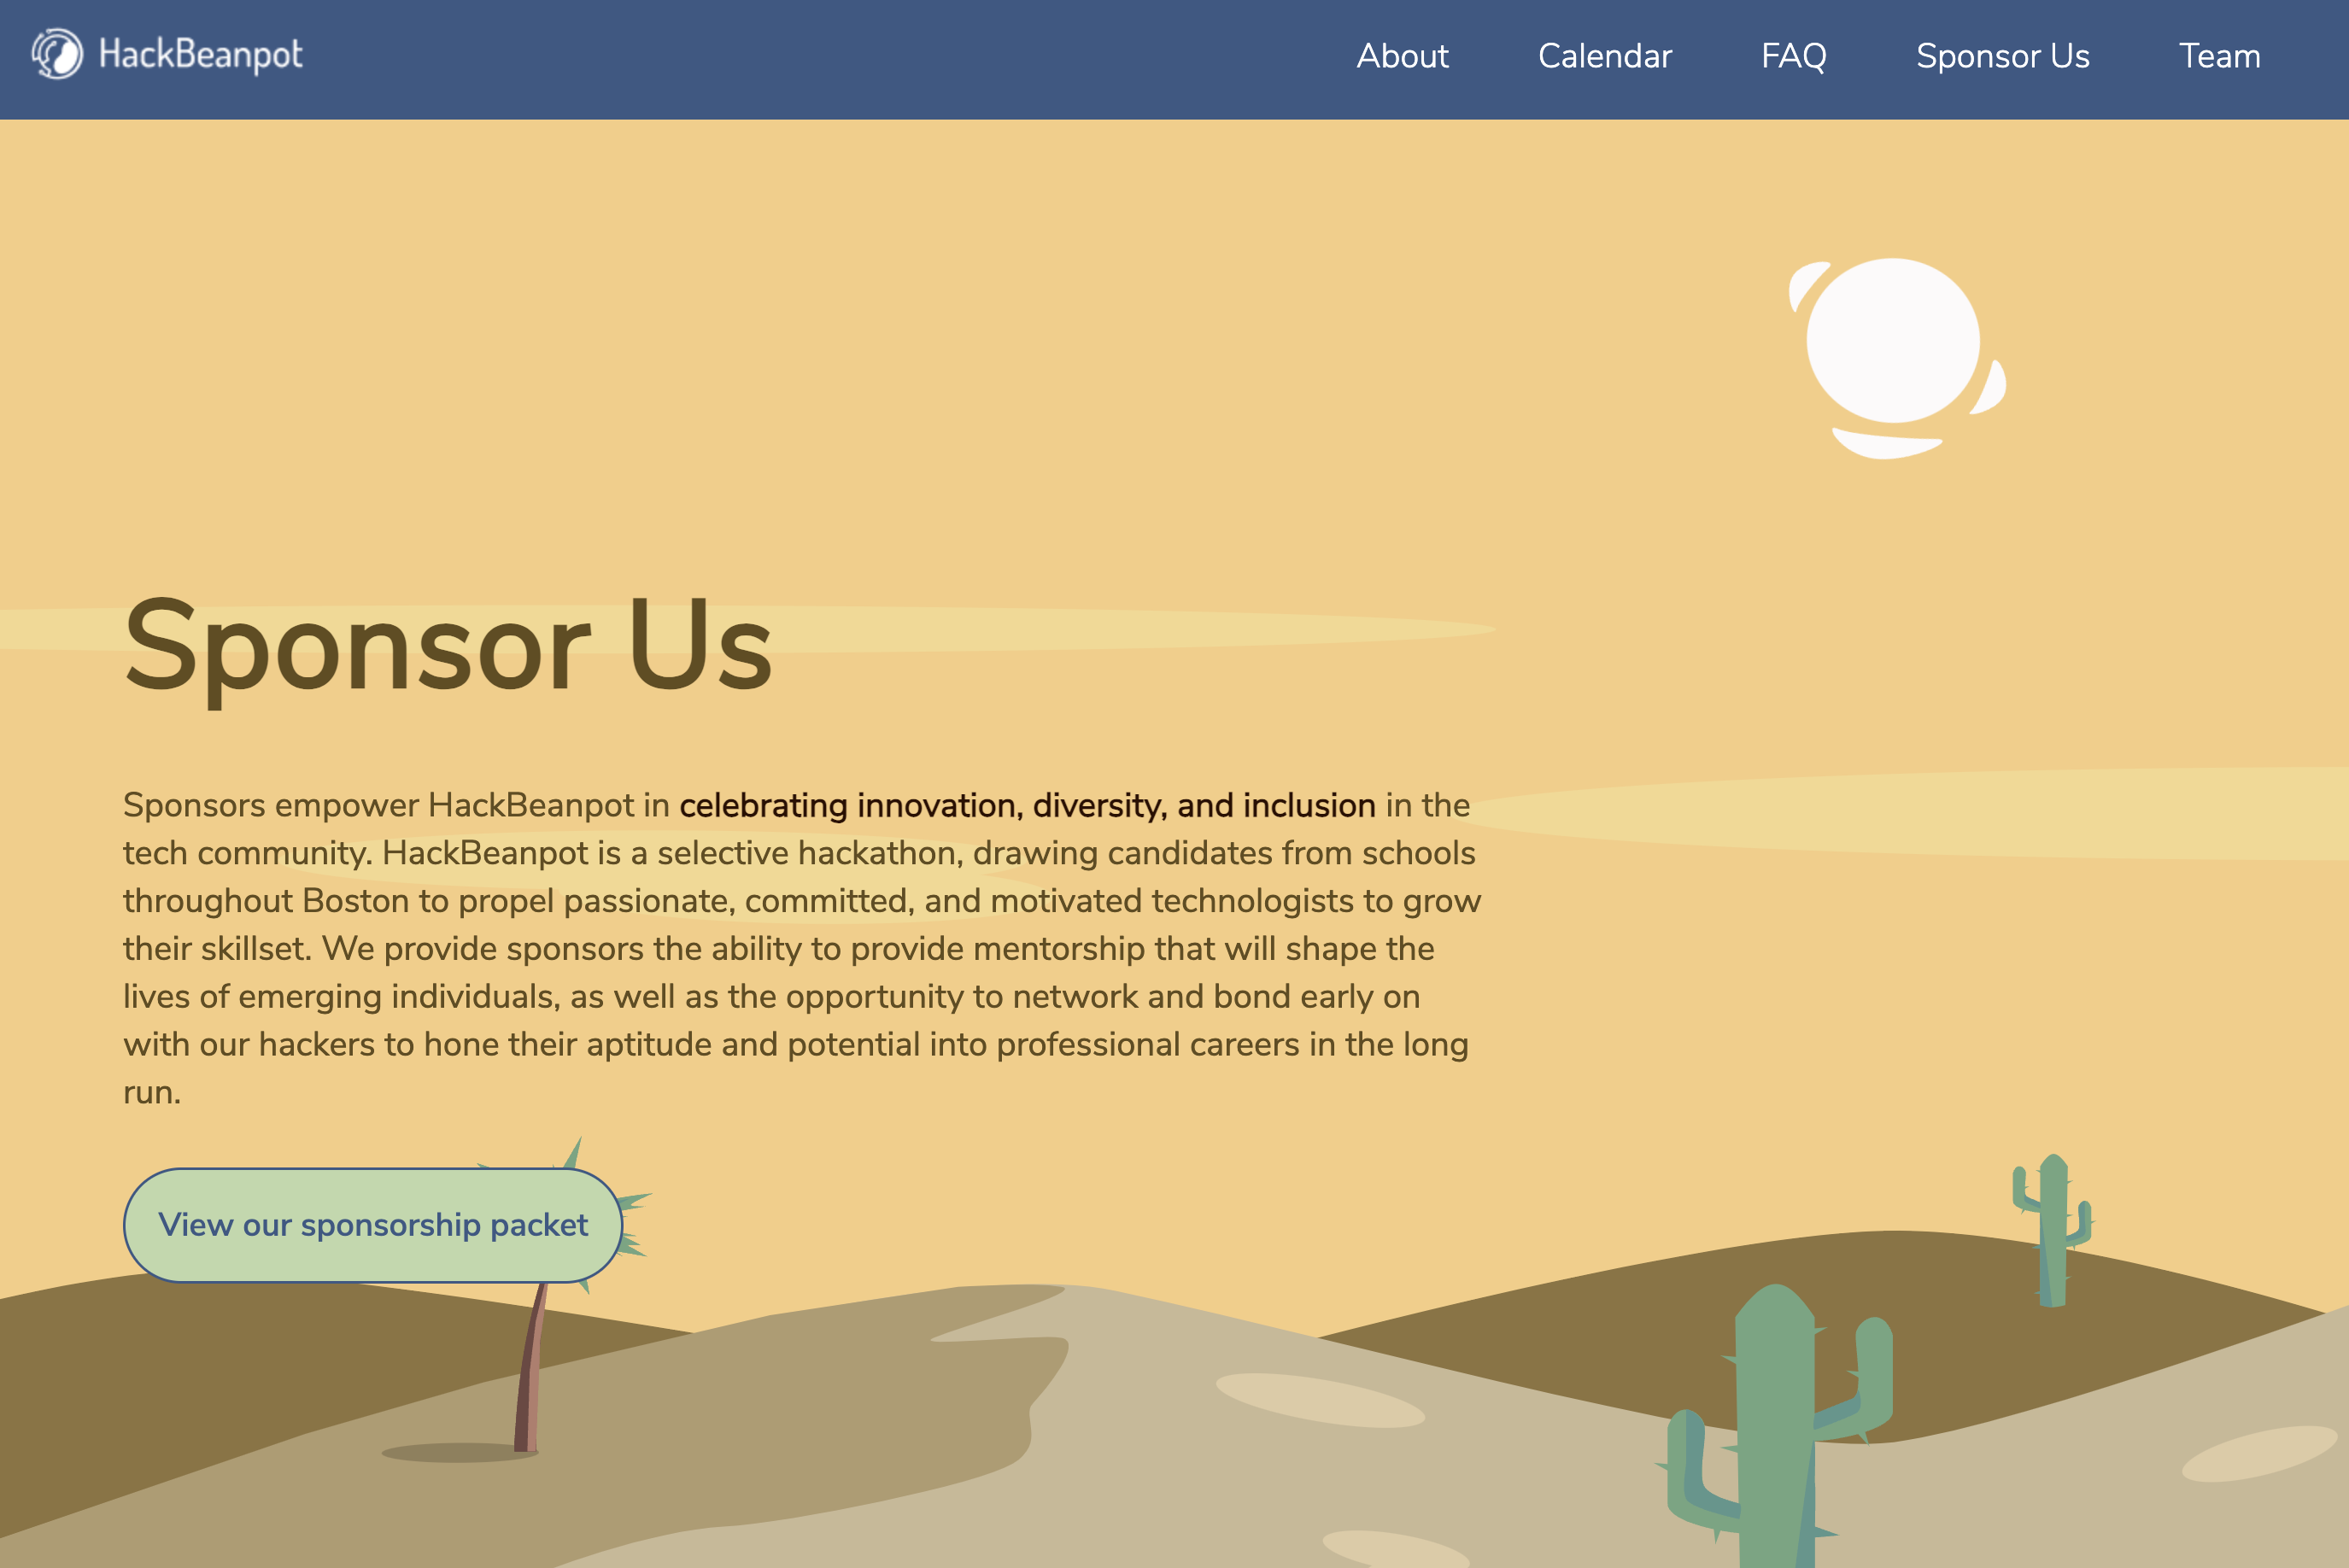 HackBeanpot
About Calendar FAQ Sponsor Us Team
Sponsor Us
Sponsors empower HackBeanpot in celebrating innovation, diversity, and inclusion in the
tech community. HackBeanpot is a selective hackathon, drawing candidates from schools
throughout Boston to propel passionate, committed, and motivated technologists to grow
their skillset. We provide sponsors the ability to provide mentorship that will shape the
lives of emerging individuals, as well as the opportunity to network and bond early on
with our hackers to hone their aptitude and potential into professional careers in the long
run.
View our sponsorship packet